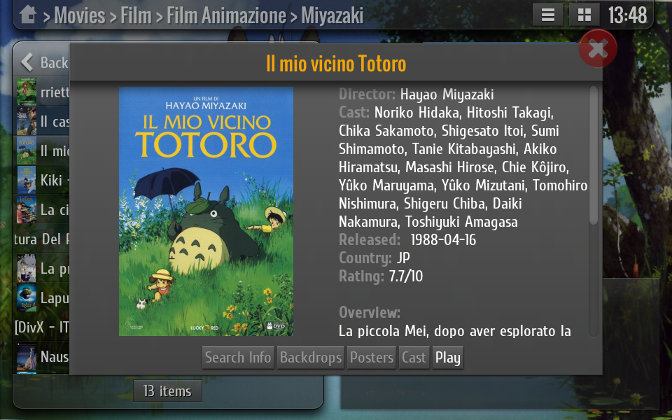 > Movies > Film > Film Animazione > Miyazaki
13:48
Il mio vicino Totoro
Back
rriett
Il cas
Il mio
Kiki -
La ci
tura Del P
La pr
Lapu
[DivX - IT
Naus
UN FILM DI
HAYAO MIYAZAKI
IL MIO VICINO
TOTORO
LUCKY RED
DVD
Director: Hayao Miyazaki
Cast: Noriko Hidaka, Hitoshi Takagi,
Chika Sakamoto, Shigesato Itoi, Sumi
Shimamoto, Tanie Kitabayashi, Akiko
Hiramatsu, Masashi Hirose, Chie Kôjiro,
Yûko Maruyama, Yûko Mizutani, Tomohiro
Nishimura, Shigeru Chiba, Daiki
Nakamura, Toshiyuki Amagasa
Released: 1988-04-16
Country: JP
Rating: 7.7/10
Overview:
La piccola Mei, dopo aver esplorato la
Search Info
Backdrops
Posters
Cast
Play
13 items